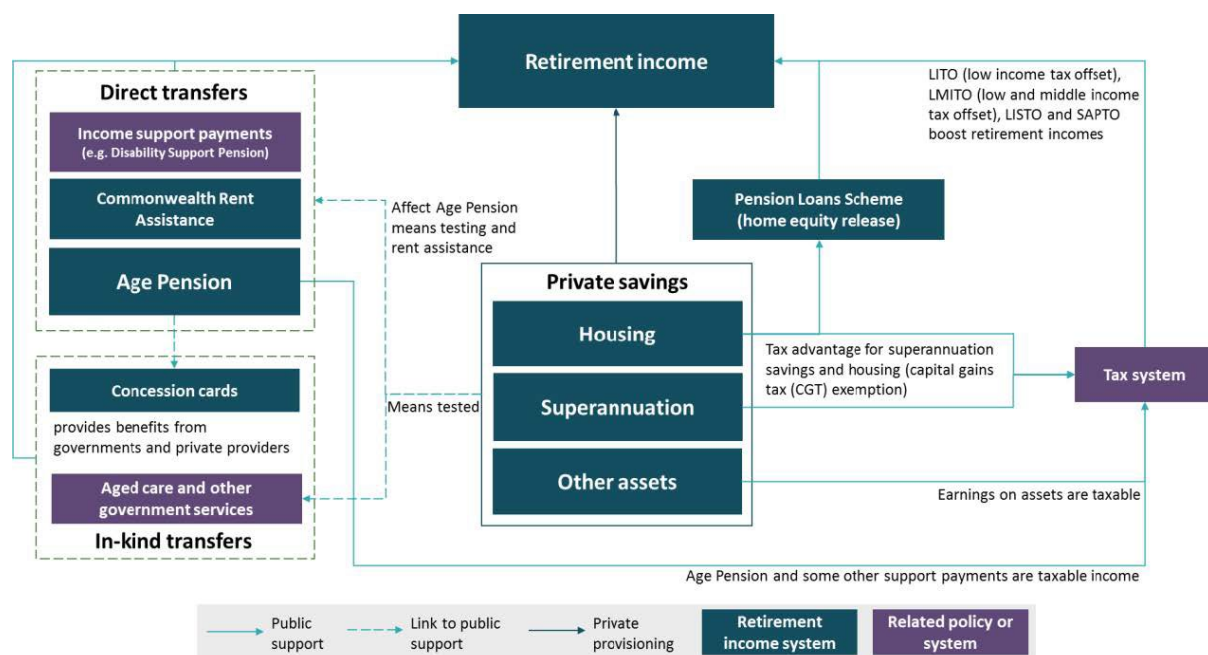 Retirement income
Direct transfers
Income support payments
(e.g. Disability Support Pension)
Commonwealth Rent
Assistance
Age Pension
Concession cards
provides benefits from
governments and private providers
Aged care and other
government services
In-kind transfers
Affect Age Pension
means testing and
rent assistance
Means tested
Private savings
Housing
Superannuation
Other assets
Pension Loans Scheme
(home equity release)
LITO (low income tax offset),
LMITO (low and middle income
tax offset), LISTO and SAPTO
boost retirement incomes
Tax advantage for superannuation
savings and housing (capital gains
tax (CGT) exemption)
Tax system
Earnings on assets are taxable
Age Pension and some other support payments are taxable income
Public
support
Link to public
support
Private
provisioning
Retirement
income system
Related policy or
system